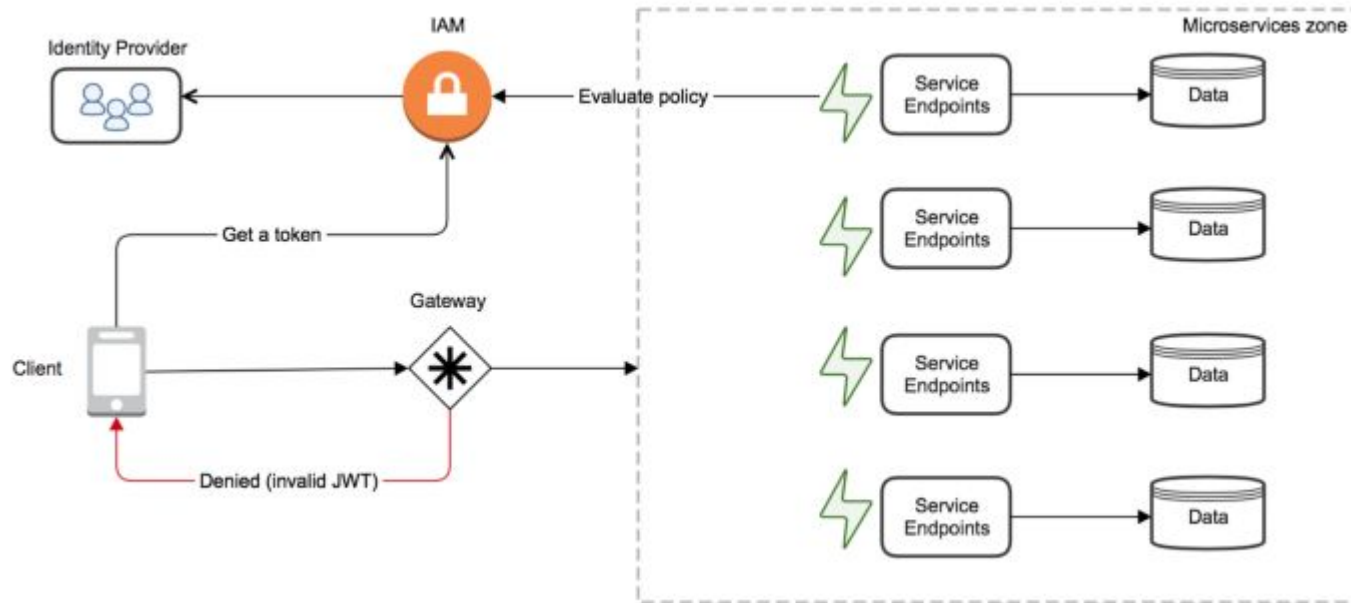 IAM
Microservices zone
Identity Provider
Evaluate policy
Service
Endpoints
Data
Get a token
Service
Endpoints
Data
Gateway
Client
Service
Endpoints
Data
Denied (invalid JWT)
Service
Endpoints
Data